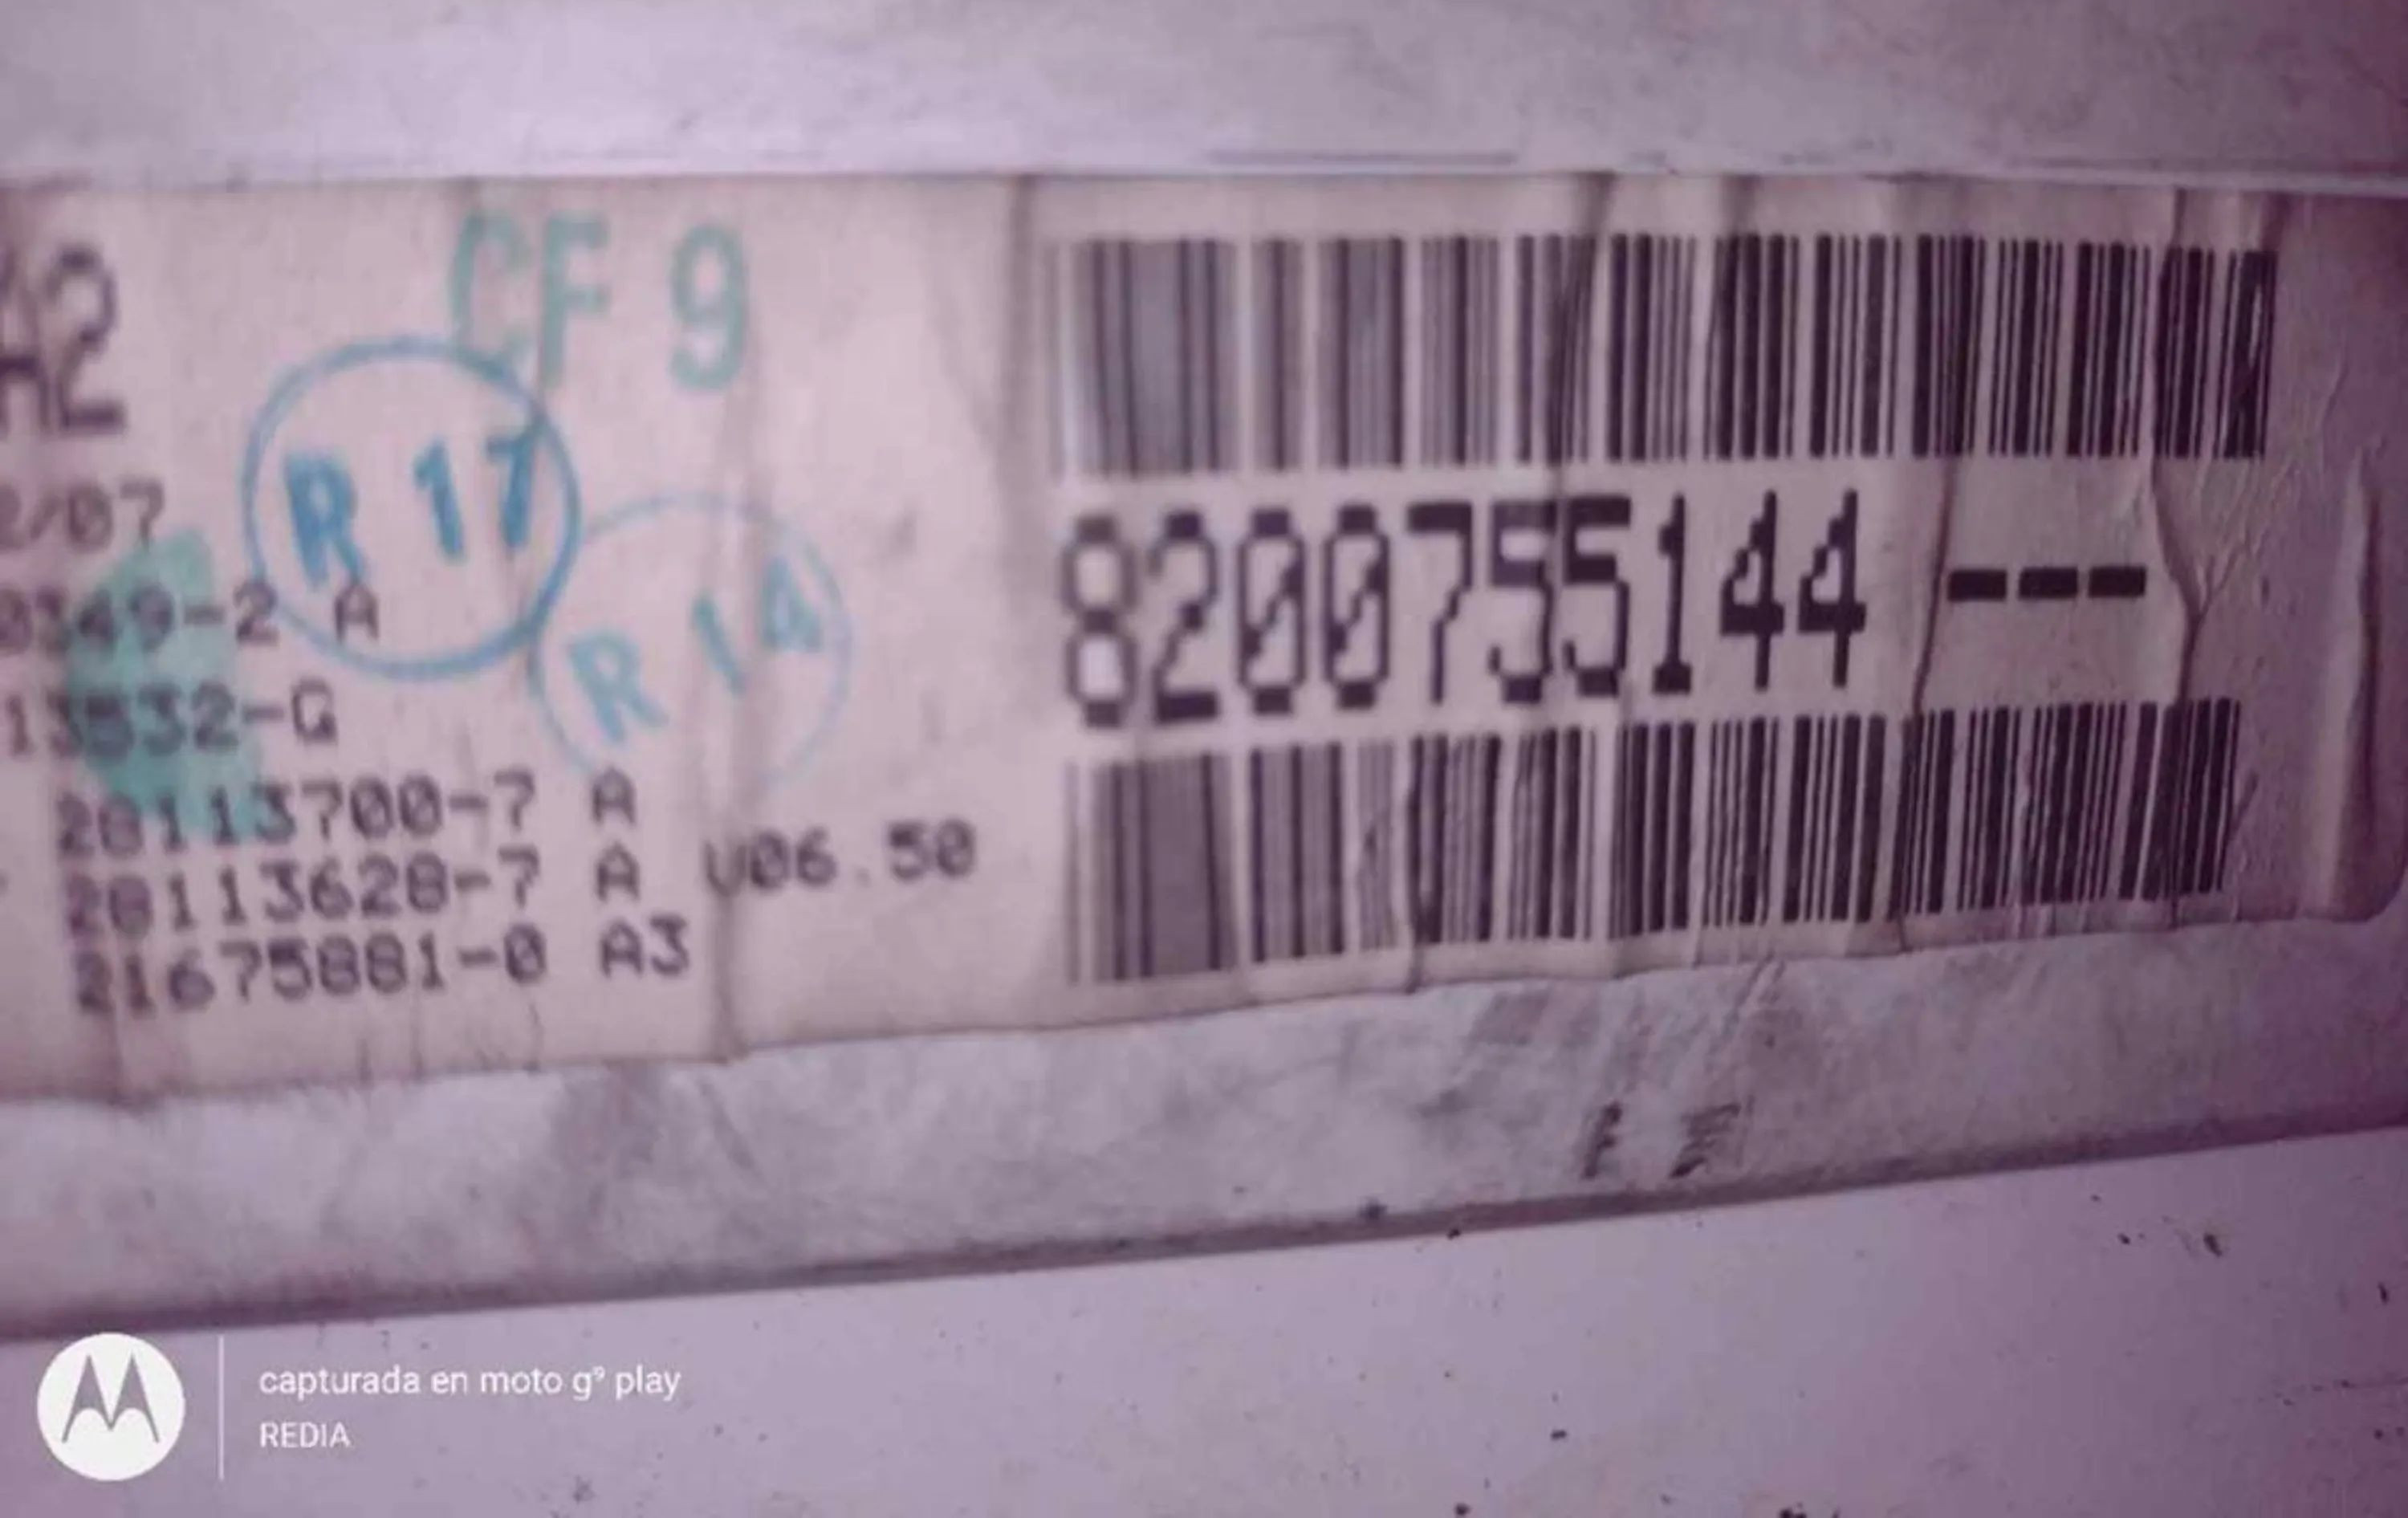 CF 9
A2
R 17
2/07
R 14
8200755144 ---
0349-2 A
13532-G
20113700-7 A
20113628-7 A V06.50
21675881-0 A3
capturada en moto g⁹ play
REDIA